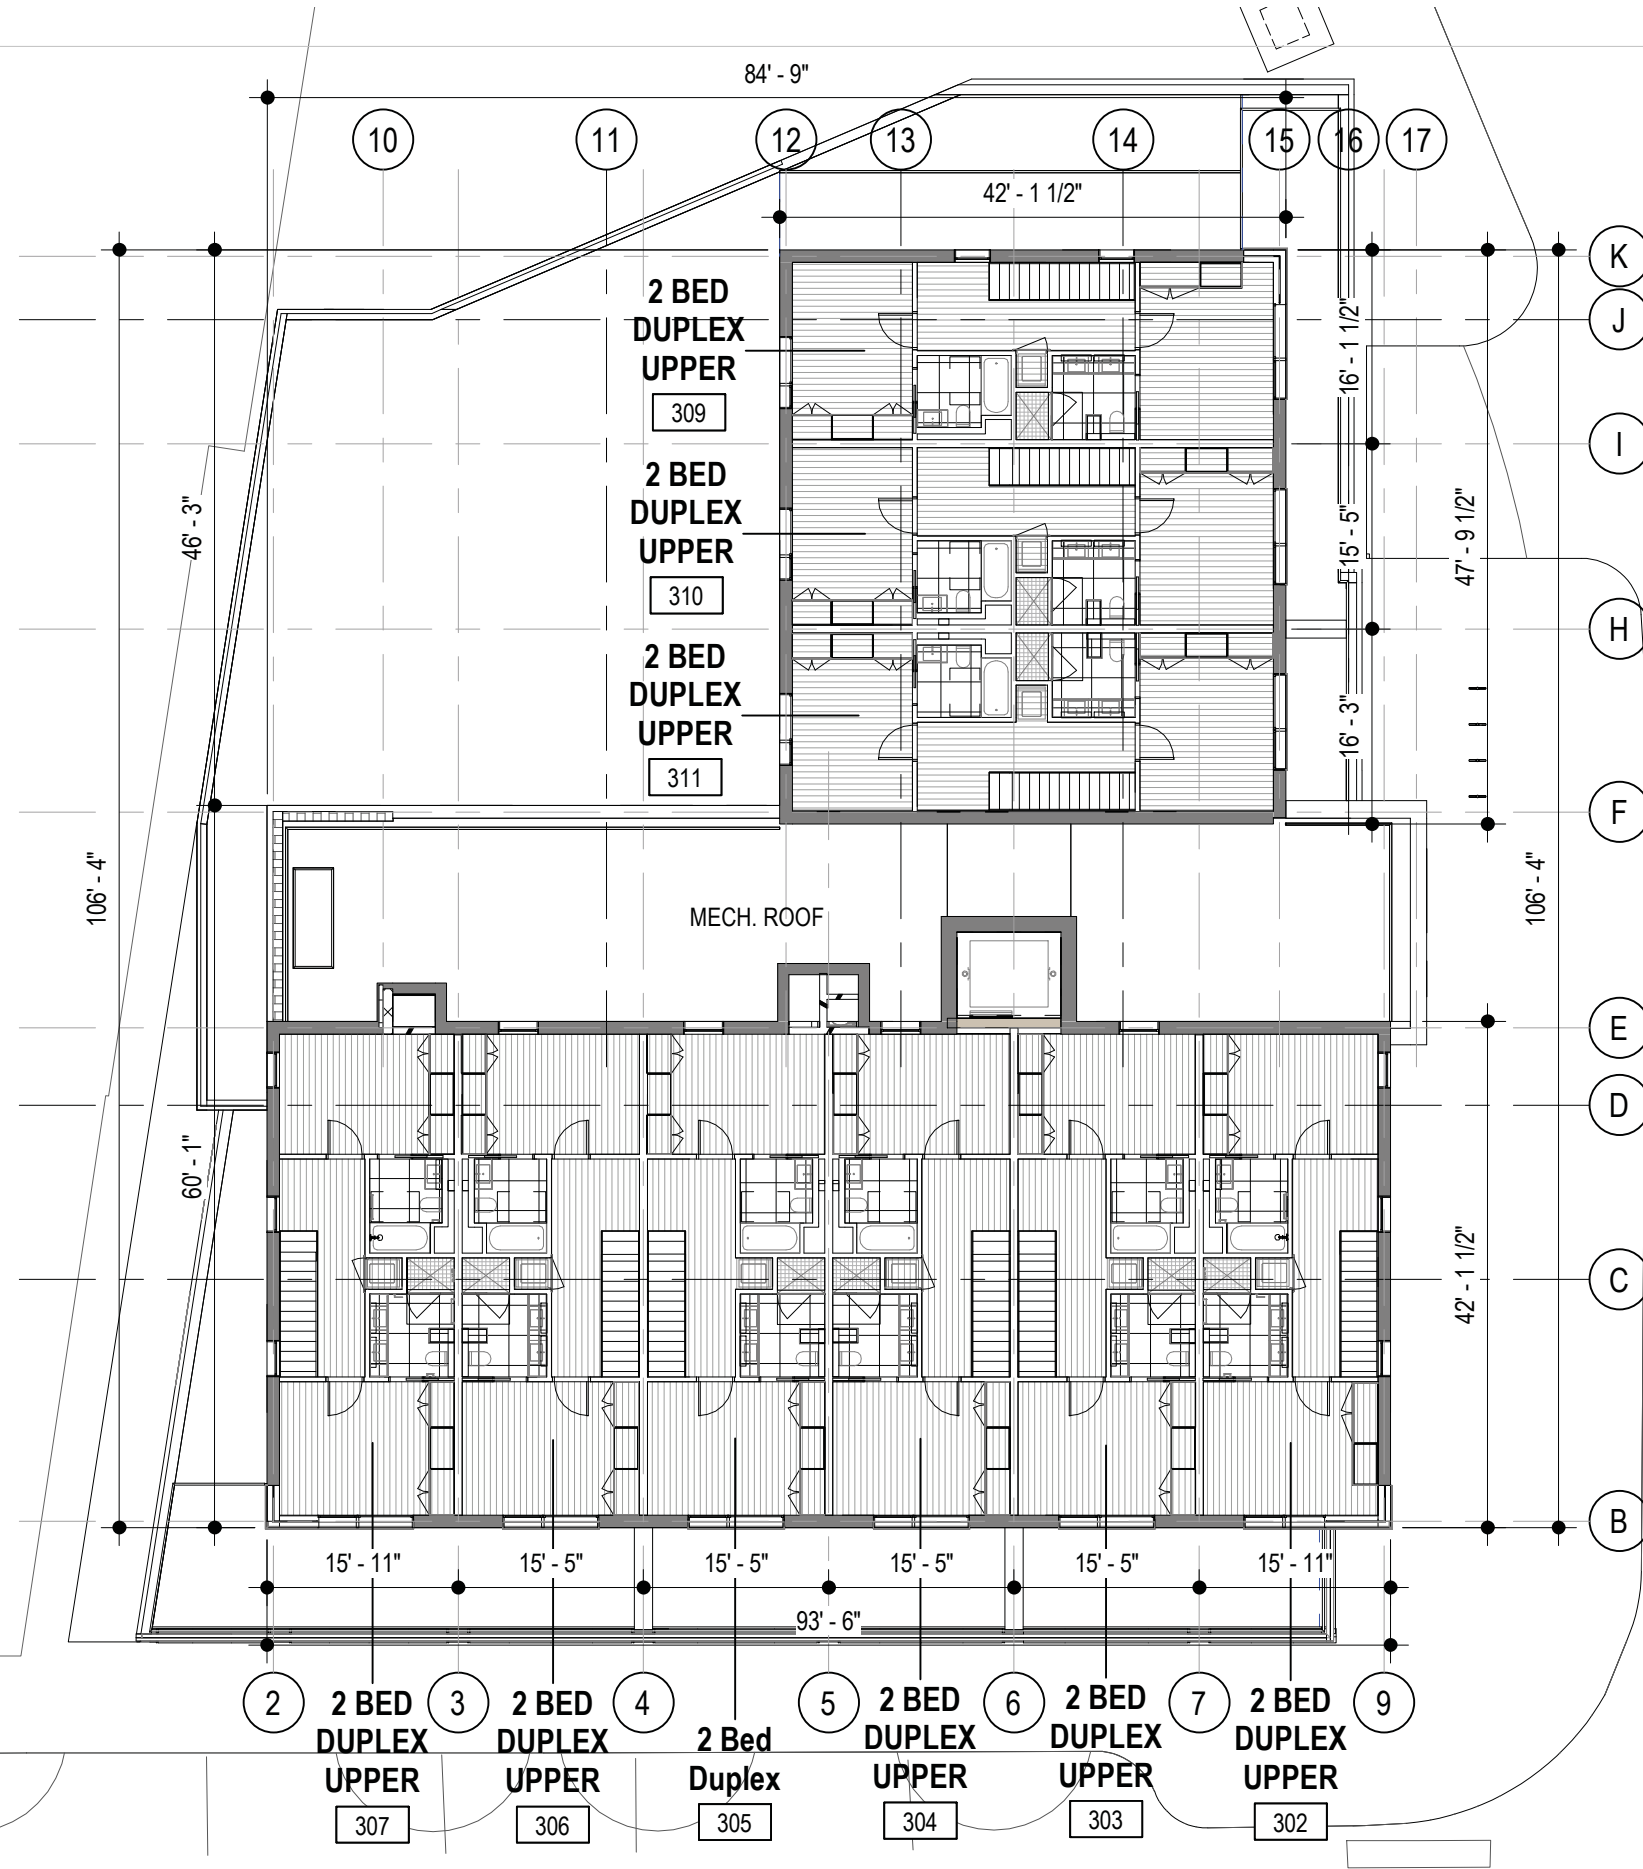 84' - 9"
10
11
12
13
14
15
16
17
42' - 1 1/2"
K
J
I
H
F
E
D
C
B
2 BED
DUPLEX
UPPER
309
2 BED
DUPLEX
UPPER
310
2 BED
DUPLEX
UPPER
311
16' - 1 1/2"
15' - 5"
16' - 3"
47' - 9 1/2"
46' - 3"
106' - 4"
106' - 4"
MECH. ROOF
60' - 1"
42' - 1 1/2"
15' - 11"
15' - 5"
15' - 5"
15' - 5"
15' - 5"
15' - 11"
93' - 6"
2
3
4
5
6
7
9
2 BED
DUPLEX
UPPER
307
2 BED
DUPLEX
UPPER
306
2 Bed
Duplex
305
2 BED
DUPLEX
UPPER
304
2 BED
DUPLEX
UPPER
303
2 BED
DUPLEX
UPPER
302